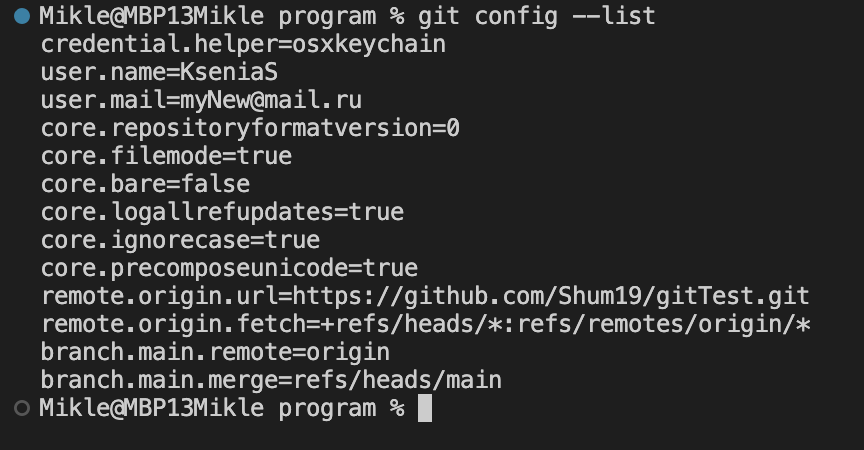 Mikle@MBP13Mikle program % git config --list
credential.helper=osxkeychain
user.name=KseniaS
user.mail=myNew@mail.ru
core.repositoryformatversion=0
core.filemode=true
core.bare=false
core.logallrefupdates=true
core.ignorecase=true
core.precomposeunicode=true
remote.origin.url=https://github.com/Shum19/gitTest.git
remote.origin.fetch=+refs/heads/*:refs/remotes/origin/*
branch.main.remote=origin
branch.main.merge=refs/heads/main
Mikle@MBP13Mikle program %